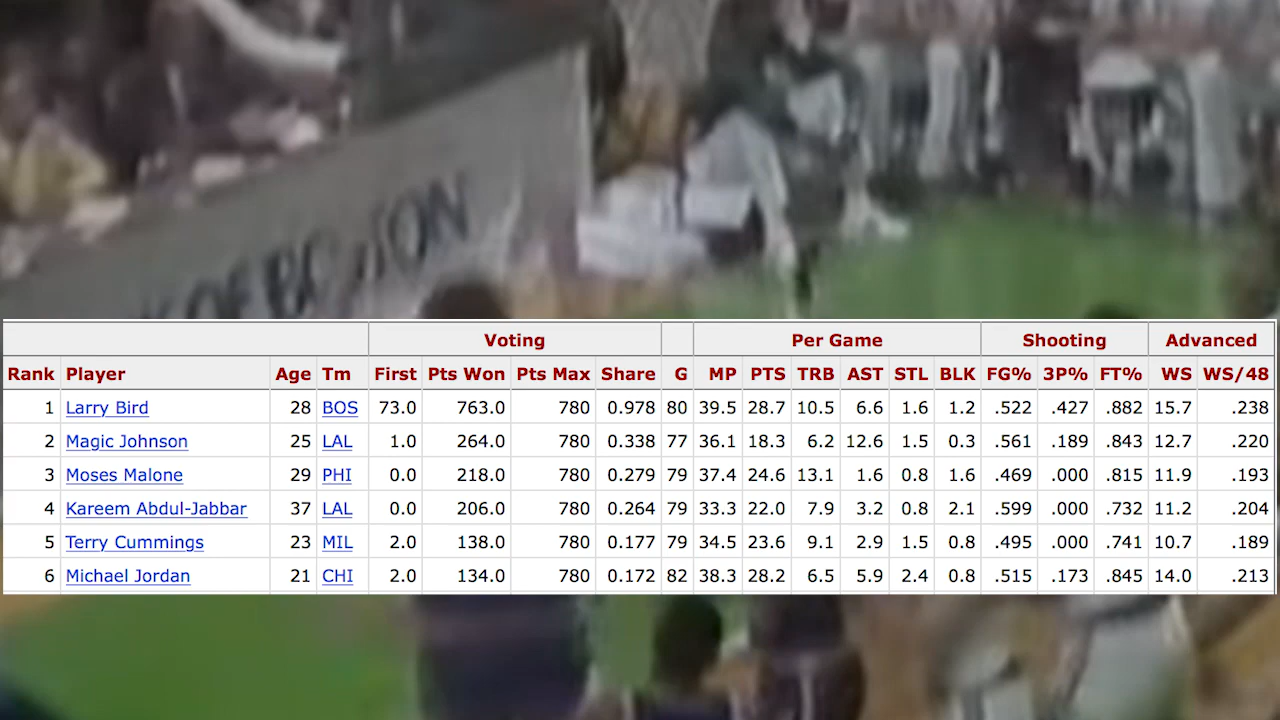 OF BOSTON
Voting Per Game Shooting Advanced
Rank Player Age Tm First Pts Won Pts Max Share G MP PTS TRB AST STL BLK FG% 3P% FT% WS WS/48
1 Larry Bird 28 BOS 73.0 763.0 780 0.978 80 39.5 28.7 10.5 6.6 1.6 1.2 .522 .427 .882 15.7 .238
2 Magic Johnson 25 LAL 1.0 264.0 780 0.338 77 36.1 18.3 6.2 12.6 1.5 0.3 .561 .189 .843 12.7 .220
3 Moses Malone 29 PHI 0.0 218.0 780 0.279 79 37.4 24.6 13.1 1.6 0.8 1.6 .469 .000 .815 11.9 .193
4 Kareem Abdul-Jabbar 37 LAL 0.0 206.0 780 0.264 79 33.3 22.0 7.9 3.2 0.8 2.1 .599 .000 .732 11.2 .204
5 Terry Cummings 23 MIL 2.0 138.0 780 0.177 79 34.5 23.6 9.1 2.9 1.5 0.8 .495 .000 .741 10.7 .189
6 Michael Jordan 21 CHI 2.0 134.0 780 0.172 82 38.3 28.2 6.5 5.9 2.4 0.8 .515 .173 .845 14.0 .213